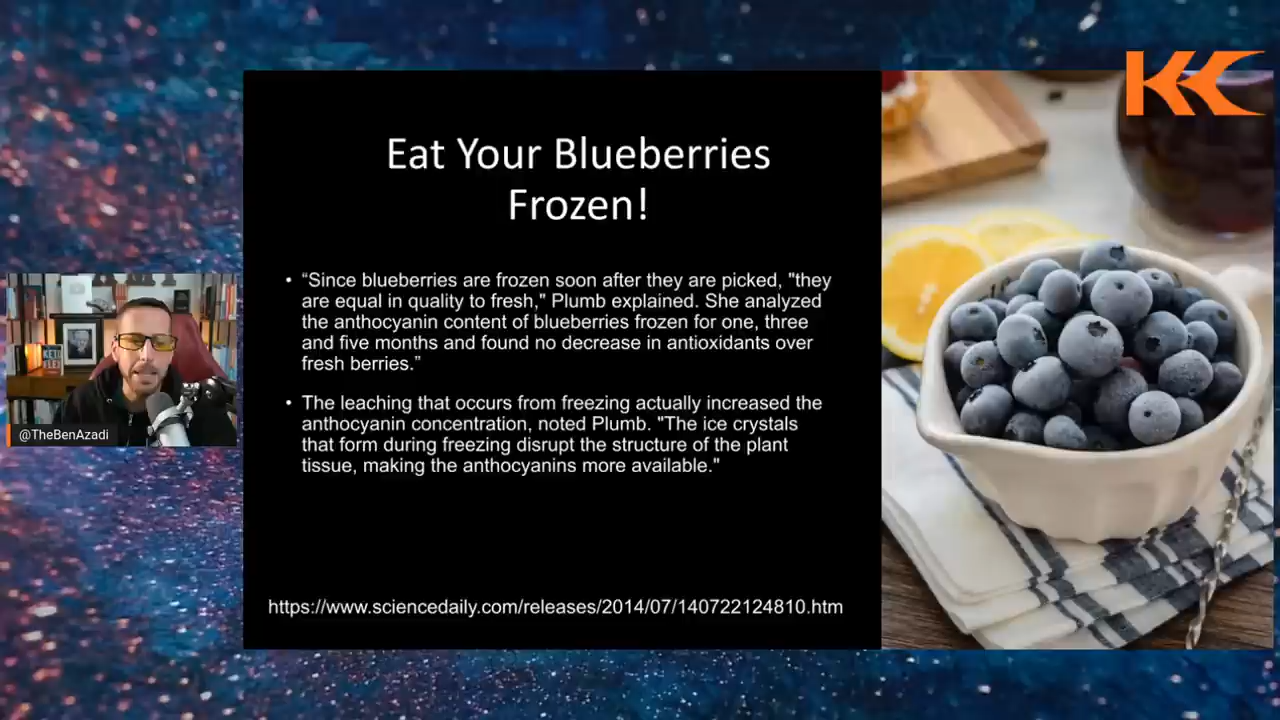 KK
Eat Your Blueberries
Frozen!
• “Since blueberries are frozen soon after they are picked, "they
are equal in quality to fresh," Plumb explained. She analyzed
the anthocyanin content of blueberries frozen for one, three
and five months and found no decrease in antioxidants over
fresh berries.”
• The leaching that occurs from freezing actually increased the
anthocyanin concentration, noted Plumb. "The ice crystals
that form during freezing disrupt the structure of the plant
tissue, making the anthocyanins more available."
KETO
FLEX
@TheBenAzadi
https://www.sciencedaily.com/releases/2014/07/140722124810.htm